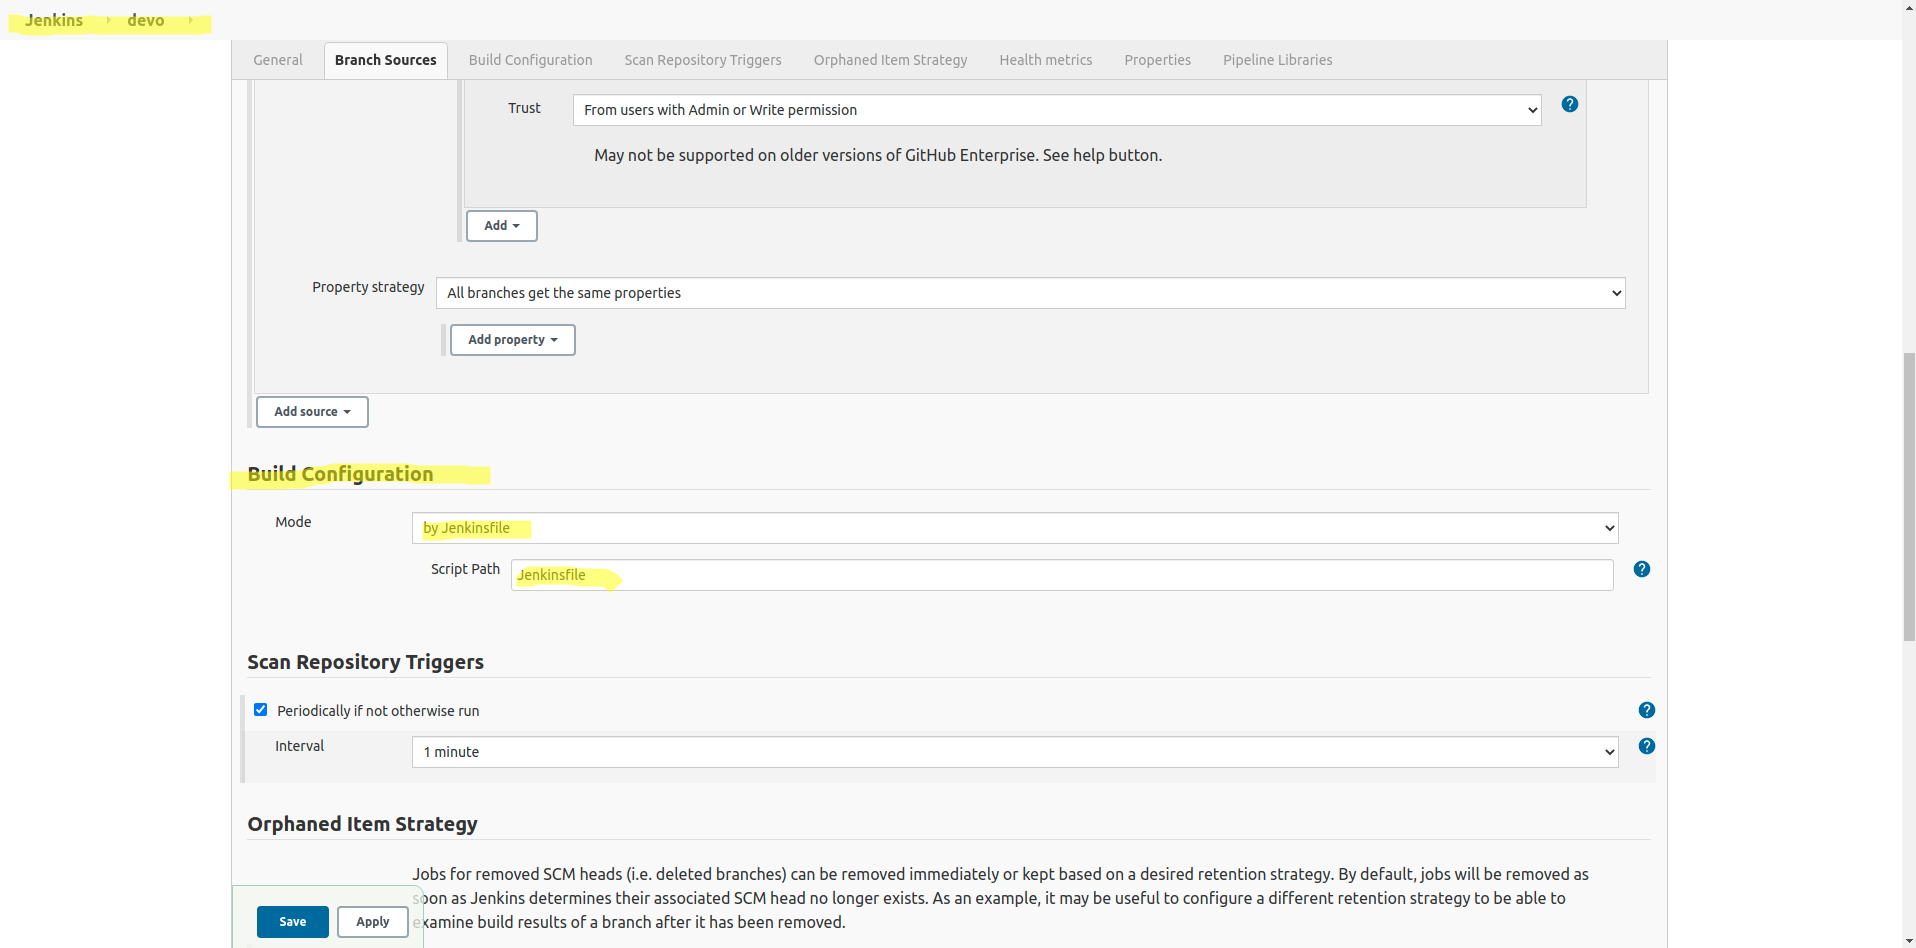 Jenkins devo
General Branch Sources Build Configuration Scan Repository Triggers Orphaned Item Strategy Health metrics Properties Pipeline Libraries
Trust From users with Admin or Write permission ?
May not be supported on older versions of GitHub Enterprise. See help button.
Add
Property strategy All branches get the same properties
Add property
Add source
Build Configuration
Mode by Jenkinsfile
Script Path Jenkinsfile ?
Scan Repository Triggers
Periodically if not otherwise run ?
Interval 1 minute ?
Orphaned Item Strategy
Jobs for removed SCM heads (i.e. deleted branches) can be removed immediately or kept based on a desired retention strategy. By default, jobs will be removed as
soon as Jenkins determines their associated SCM head no longer exists. As an example, it may be useful to configure a different retention strategy to be able to
examine build results of a branch after it has been removed.
Save Apply